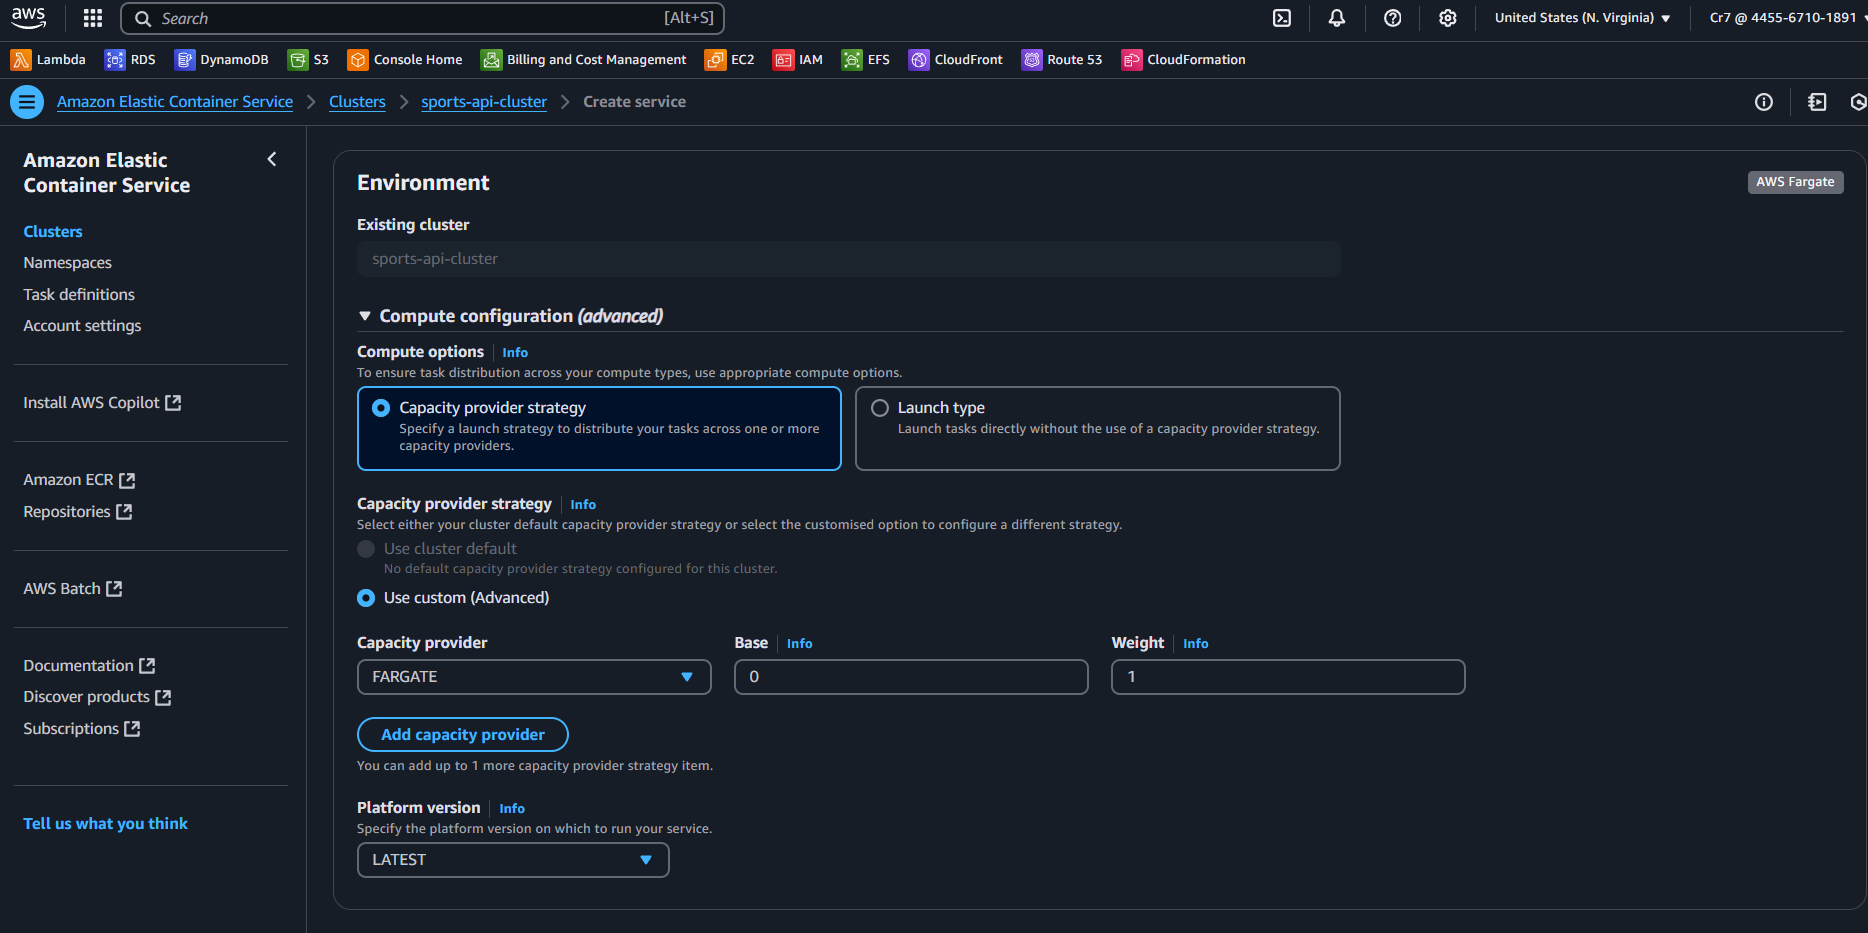 aws
Search
[Alt+S]
United States (N. Virginia)
Cr7 @ 4455-6710-1891
Lambda
RDS
DynamoDB
S3
Console Home
Billing and Cost Management
EC2
IAM
EFS
CloudFront
Route 53
CloudFormation
Amazon Elastic Container Service
Clusters
sports-api-cluster
Create service
Amazon Elastic
Container Service
Clusters
Namespaces
Task definitions
Account settings
Install AWS Copilot
Amazon ECR
Repositories
AWS Batch
Documentation
Discover products
Subscriptions
Tell us what you think
Environment
AWS Fargate
Existing cluster
sports-api-cluster
Compute configuration (advanced)
Compute options
Info
To ensure task distribution across your compute types, use appropriate compute options.
Capacity provider strategy
Specify a launch strategy to distribute your tasks across one or more
capacity providers.
Launch type
Launch tasks directly without the use of a capacity provider strategy.
Capacity provider strategy
Info
Select either your cluster default capacity provider strategy or select the customised option to configure a different strategy.
Use cluster default
No default capacity provider strategy configured for this cluster.
Use custom (Advanced)
Capacity provider
FARGATE
Base
Info
0
Weight
Info
1
Add capacity provider
You can add up to 1 more capacity provider strategy item.
Platform version
Info
Specify the platform version on which to run your service.
LATEST